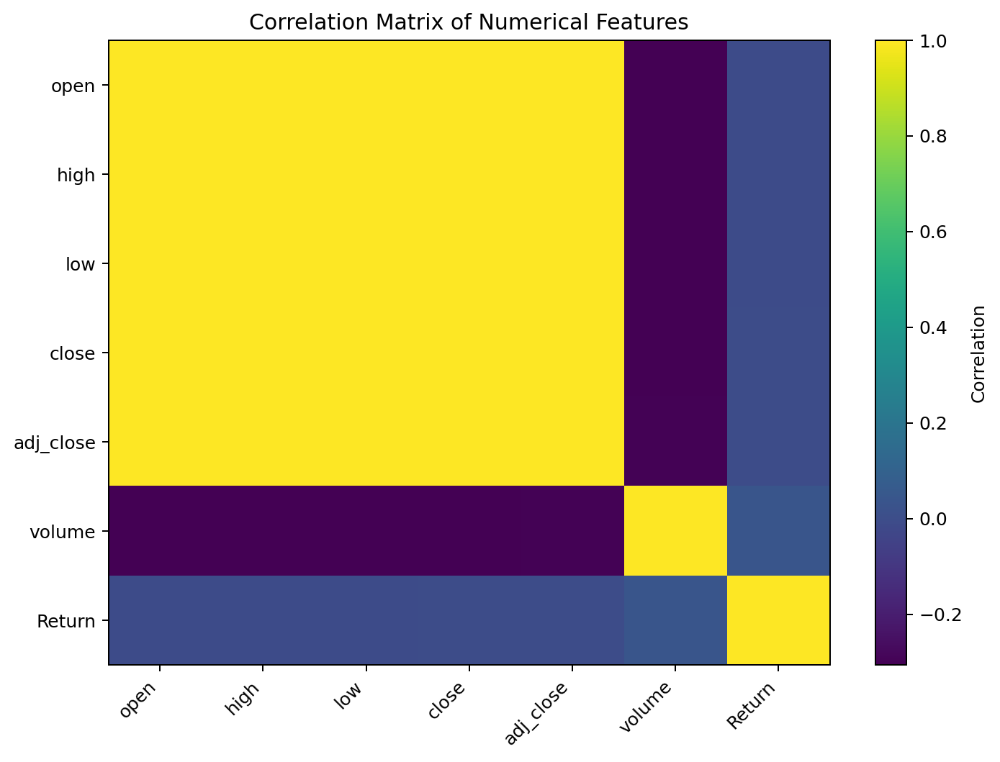 Correlation Matrix of Numerical Features
open
high
low
close
adj_close
volume
Return
open
high
low
close
adj_close
volume
Return
1.0
0.8
0.6
0.4
0.2
0.0
−0.2
Correlation